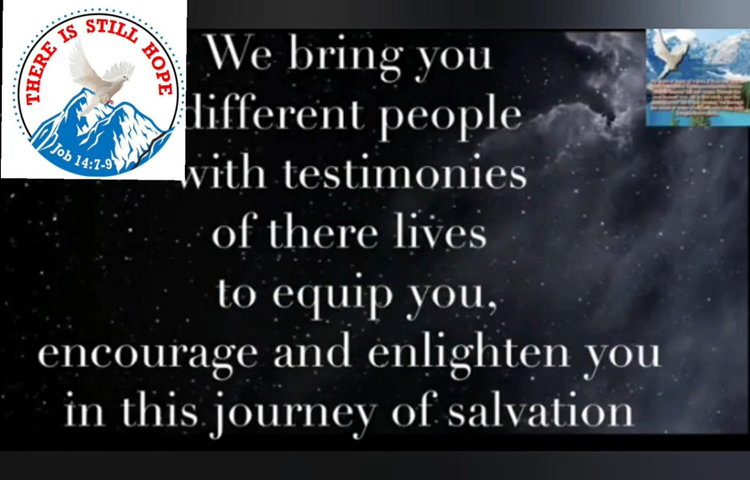 THERE IS STILL HOPE
Job 14:7-9
We bring you
different people
with testimonies
of there lives
to equip you,
encourage and enlighten you
in this journey of salvation